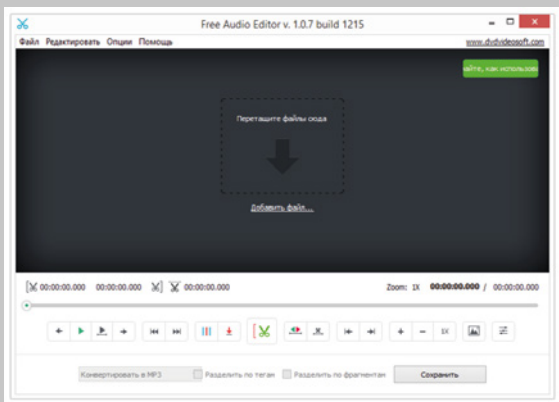 Free Audio Editor v. 1.0.7 build 1215
Файл Редактировать Опции Помощь www.dvdvideosoft.com
айте, как использова
Перетащите файлы сюда
Добавить файл...
00:00:00.000 00:00:00.000 00:00:00.000 Zoom: 1X 00:00:00.000 / 00:00:00.000
1X
Конвертировать в MP3 Разделить по тегам Разделить по фрагментам Сохранить